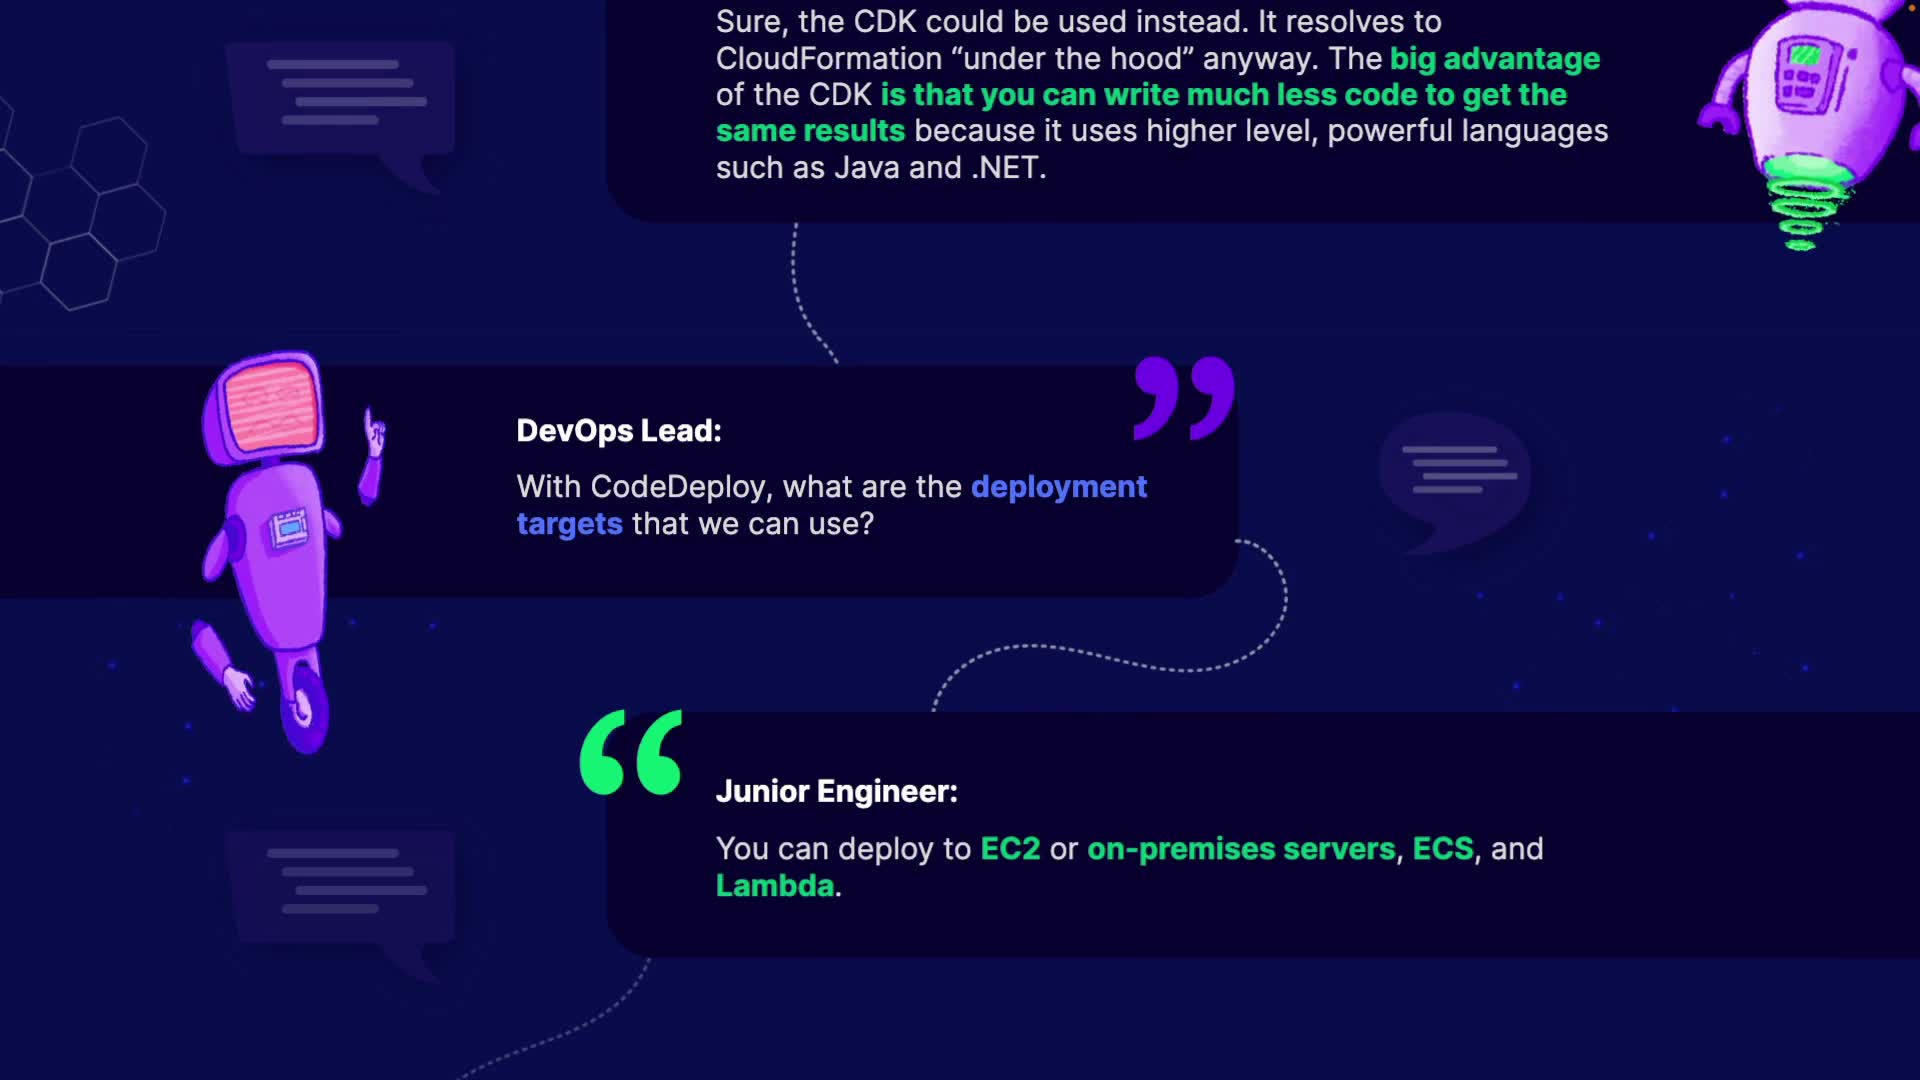 Sure, the CDK could be used instead. It resolves to
CloudFormation “under the hood” anyway. The big advantage
of the CDK is that you can write much less code to get the
same results because it uses higher level, powerful languages
such as Java and .NET.
DevOps Lead:
With CodeDeploy, what are the deployment
targets that we can use?
Junior Engineer:
You can deploy to EC2 or on-premises servers, ECS, and
Lambda.